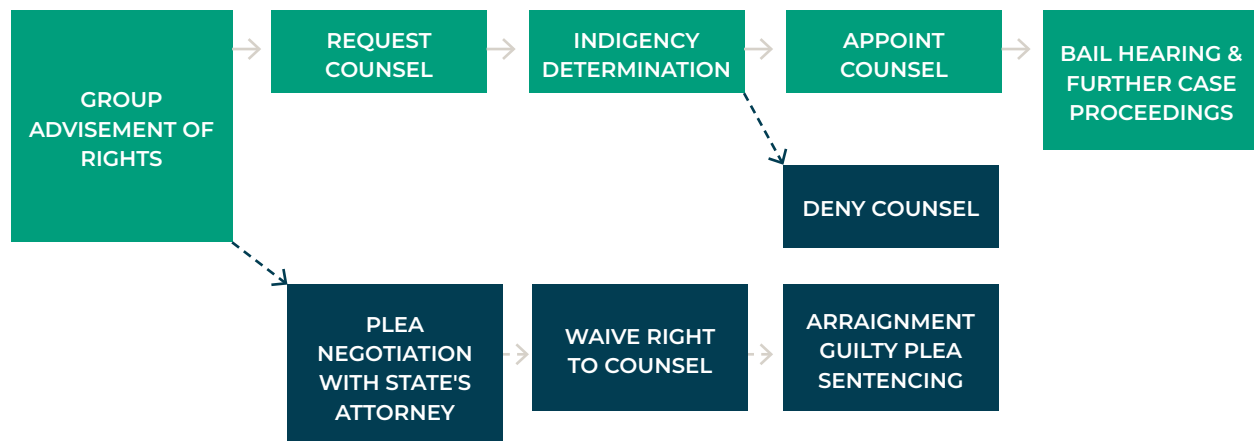 GROUP
ADVISEMENT OF
RIGHTS
REQUEST
COUNSEL
INDIGENCY
DETERMINATION
APPOINT
COUNSEL
BAIL HEARING &
FURTHER CASE
PROCEEDINGS
DENY COUNSEL
PLEA
NEGOTIATION
WITH STATE'S
ATTORNEY
WAIVE RIGHT
TO COUNSEL
ARRAIGNMENT
GUILTY PLEA
SENTENCING